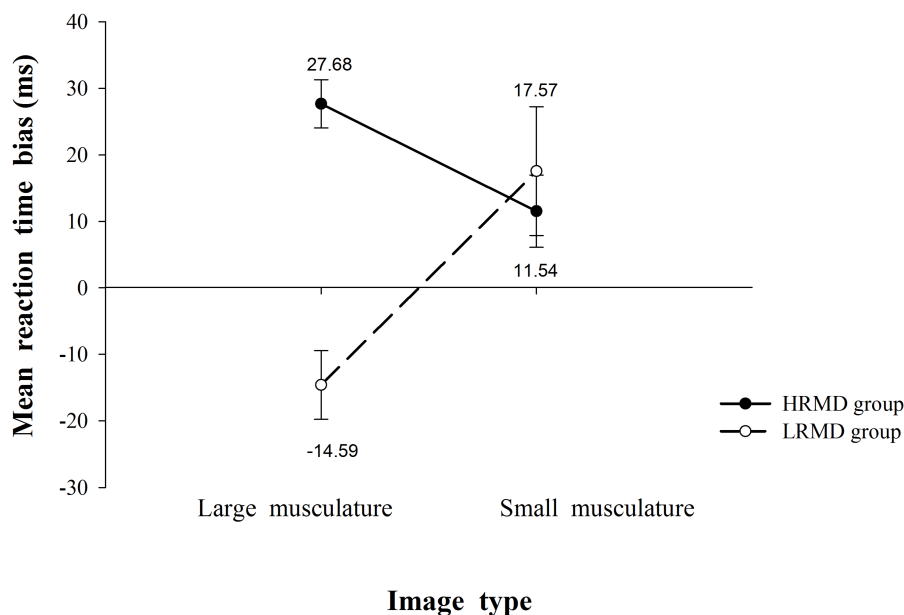 Mean reaction time bias (ms)
40
30
20
10
0
-10
-20
-30
27.68
17.57
11.54
-14.59
HRMD group
LRMD group
Large musculature
Small musculature
Image type